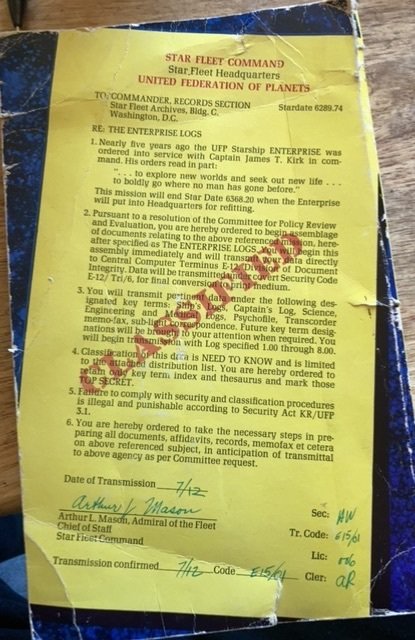 STAR FLEET COMMAND
Star Fleet Headquarters
UNITED FEDERATION OF PLANETS
TO: COMMANDER, RECORDS SECTION
Star Fleet Archives, Bldg. C.
Washington, D.C.
Stardate 6289.74
RE: THE ENTERPRISE LOGS
1. Nearly five years ago the UFP Starship ENTERPRISE was
ordered into service with Captain James T. Kirk in com-
mand. His orders read in part:
". . . to explore new worlds and seek out new life . . .
to boldly go where no man has gone before."
This mission will end Star Date 6368.20 when the Enterprise
will put into Headquarters for refitting.
2. Pursuant to a resolution of the Committee for Policy Review
and Evaluation, you are hereby ordered to begin assemblage
of documents relating to the above reference mission, here-
after specified as The ENTERPRISE LOGS. You will begin this
assembly immediately and will transmit your data directly
to Central Computer Terminus E-12, Division of Document
Integrity. Data will be transmitted under Security Code
E-12/ Tri/6, for final conversion to medium.
3. You will transmit per data under the following des-
ignated key terms: Ship's Logs, Captain's Log, Science,
Engineering and Logs, Psychofile, Transcorder
memo-fax, sub-light correspondence. Future key term desig-
nations will be brought to your attention when required. You
will begin transmission with Log specified 1.00 through 8.00.
4. Classification of this data is NEED TO KNOW and is limited
to the attached distribution list. You are hereby ordered to
key term index and thesaurus and mark those
SECRET.
5. Failure to comply with security and classification procedures
is illegal and punishable according to Security Act KR/UFP
3.1.
6. You are hereby ordered to take the necessary steps in pre-
paring all documents, affidavits, records, memofax et cetera
on above referenced subject, in anticipation of transmittal
to above agency as per Committee request.
CLASSIFIED
Date of Transmission 7/12
Arthur L Mason
Arthur L. Mason, Admiral of the Fleet
Chief of Staff
Star Fleet Command
Sec: AW
Tr. Code: E15/61
Lic: 006
Transmission confirmed 7/12 Code E15/61 Cler: AR